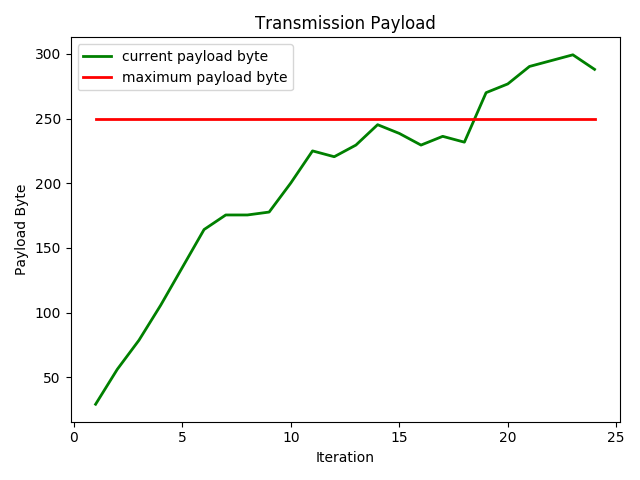 Transmission Payload
current payload byte
maximum payload byte
300
250
200
150
100
50
Payload Byte
0
5
10
15
20
25
Iteration